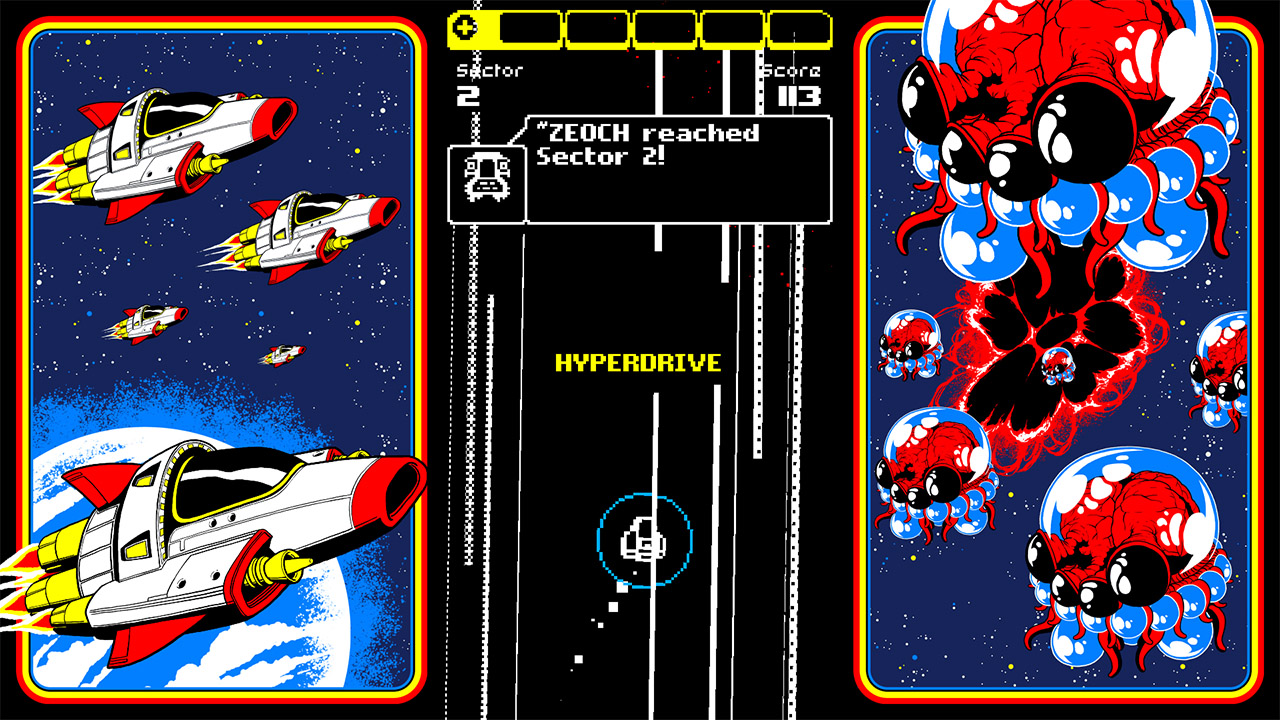 Sector
Score
2
113
"ZEOCH reached
Sector 2!
HYPERDRIVE